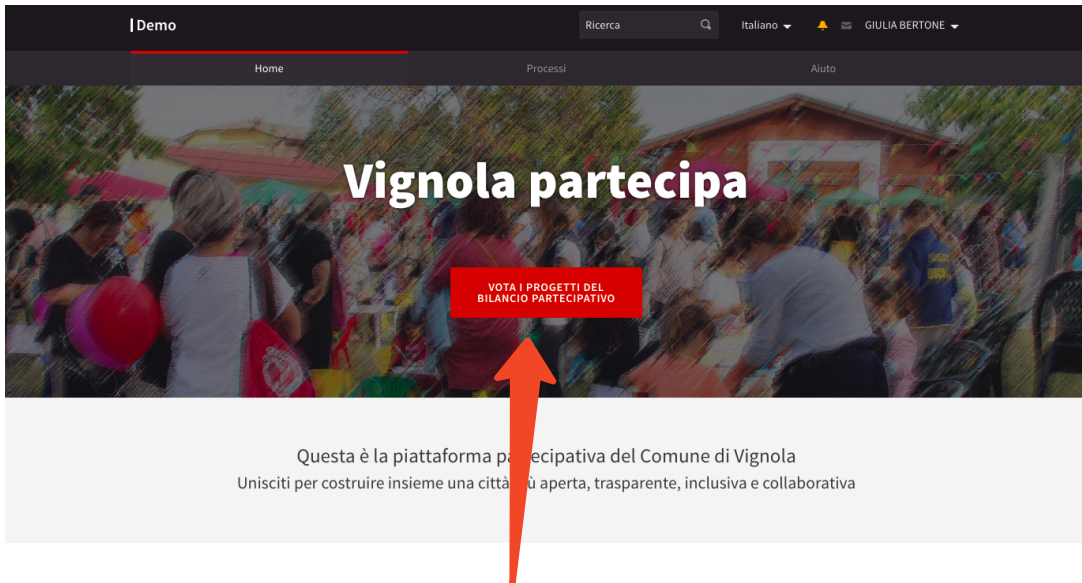 Demo
Ricerca
Italiano
GIULIA BERTONE
Home
Processi
Aiuto
Vignola partecipa
VOTA I PROGETTI DEL
BILANCIO PARTECIPATIVO
Questa è la piattaforma pa ecipativa del Comune di Vignola
Unisciti per costruire insieme una città ù aperta, trasparente, inclusiva e collaborativa